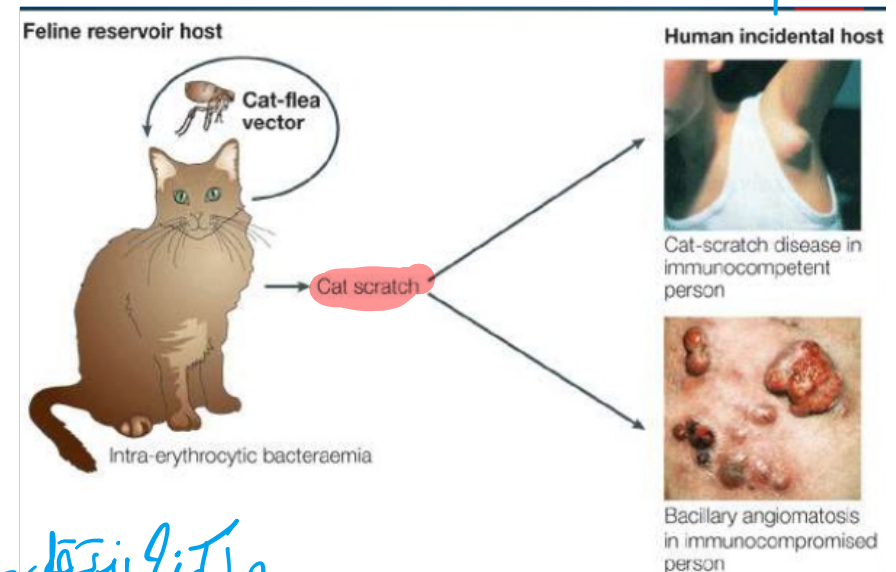 Feline reservoir host
Human incidental host
Cat-flea
vector
Cat scratch
Cat-scratch disease in
immunocompetent
person
Intra-erythrocytic bacteraemia
Bacillary angiomatosis
in immunocompromised
person